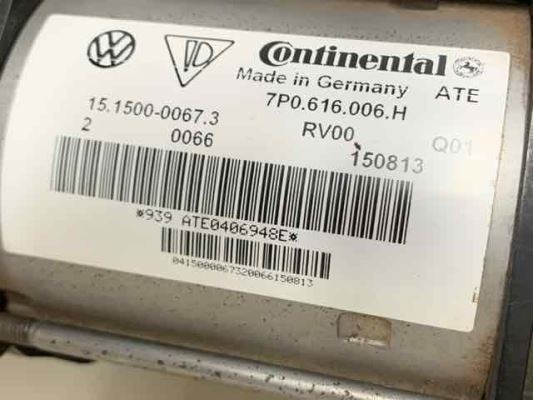 Continental
Made in Germany ATE
7P0.616.006.H
15.1500-0067.3
2 0066 RV00 Q01
150813
*939 ATE0406948E*
0415000067320066150813